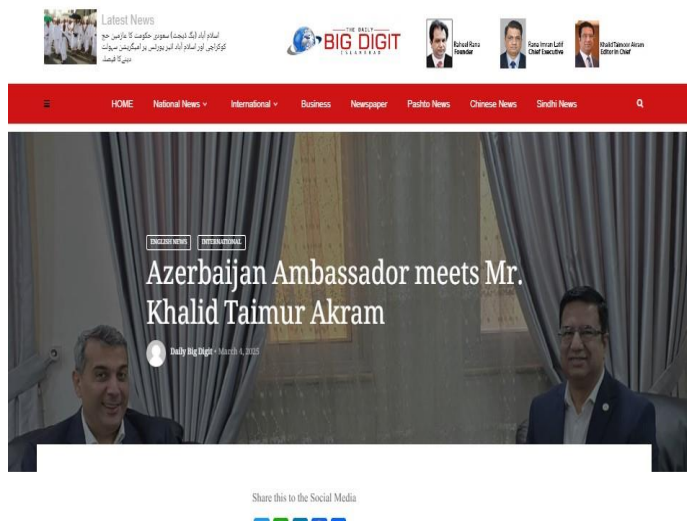 Latest News
اسلام آباد (بگ ڈیجٹ) سعودی حکومت کا عازمین حج
کوکراچی اور اسلام آباد ائیرپورٹس پر امیگریشن سہولت
دینے کا فیصلہ
THE DAILY
BIG DIGIT
ISLAMABAD
Raheel Rana
Founder
Rana Imran Latif
Chief Executive
Khalid Taimoor Akram
Editor in Chief
HOME National News International Business Newspaper Pashto News Chinese News Sindhi News
ENGLISH NEWS INTERNATIONAL
Azerbaijan Ambassador meets Mr.
Khalid Taimur Akram
Daily Big Digit • March 4, 2025
Share this to the Social Media